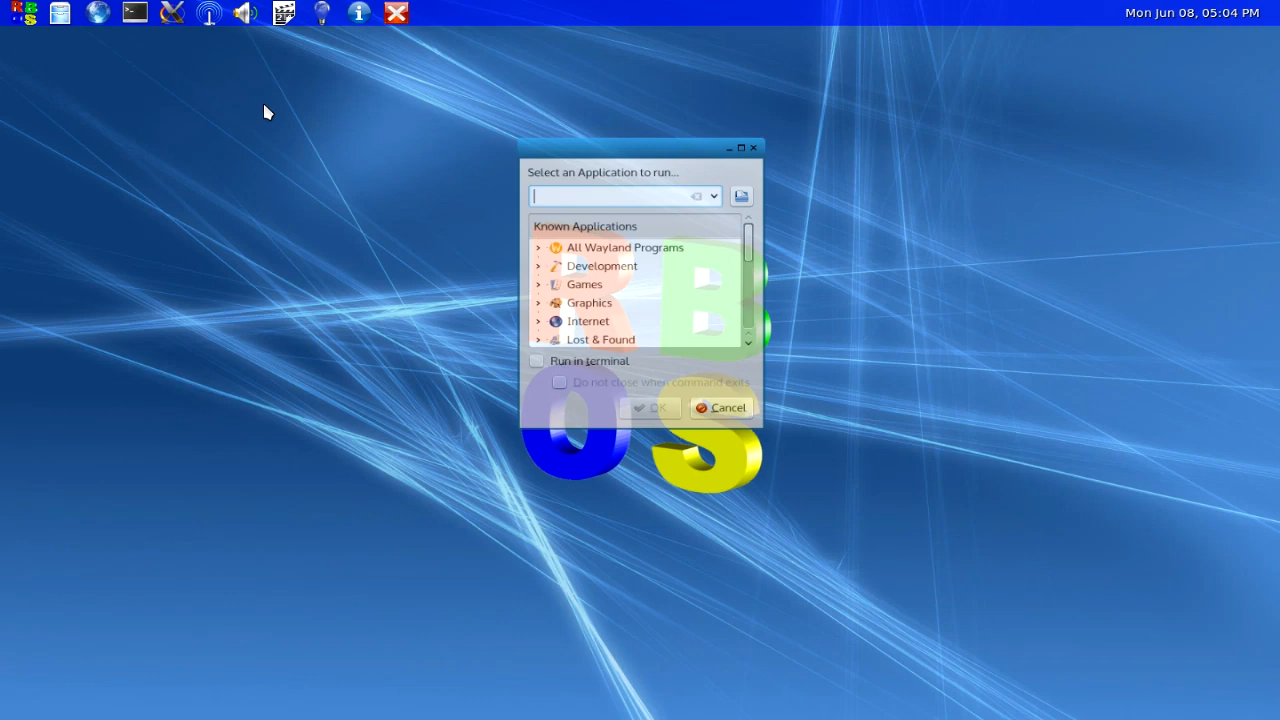 Mon Jun 08, 05:04 PM
Select an Application to run...
Known Applications
All Wayland Programs
Development
Games
Graphics
Internet
Lost & Found
Run in terminal
Do not close when command exits
OK
Cancel
R B
O S